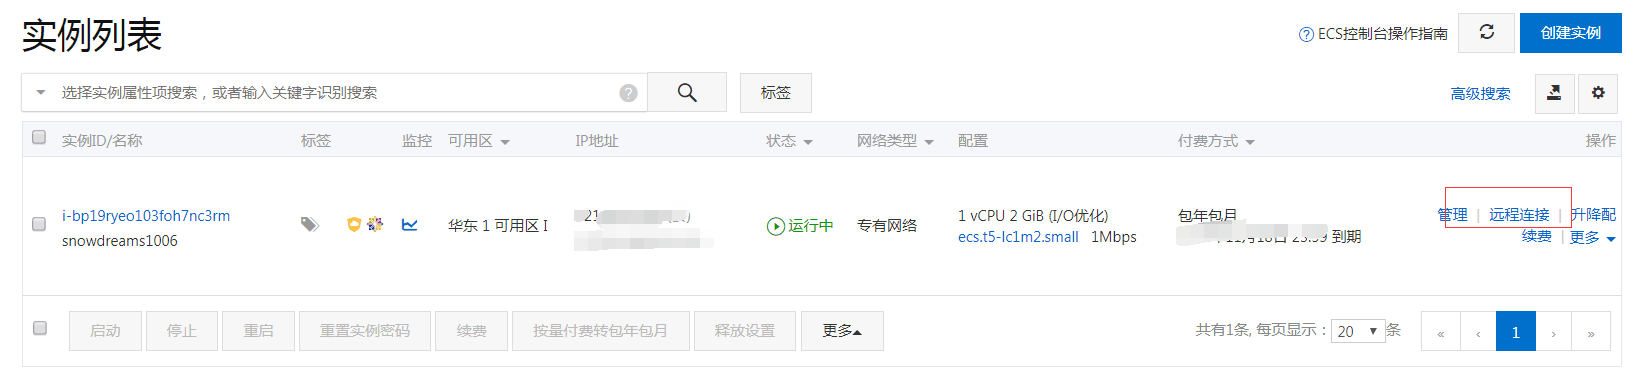 实例列表
? ECS控制台操作指南 创建实例
选择实例属性项搜索，或者输入关键字识别搜索 ? 标签 高级搜索
实例ID/名称 标签 监控 可用区 IP地址 状态 网络类型 配置 付费方式 操作
i-bp19ryeo103foh7nc3rm 1 vCPU 2 GiB (I/O优化) 包年包月 管理 | 远程连接 | 升降配
华东 1 可用区 I 运行中 专有网络
snowdreams1006 ecs.t5-lc1m2.small 1Mbps 到期 续费 | 更多
启动 停止 重启 重置实例密码 续费 按量付费转包年包月 释放设置 更多 共有1条, 每页显示：20 条 « ‹ 1 › »